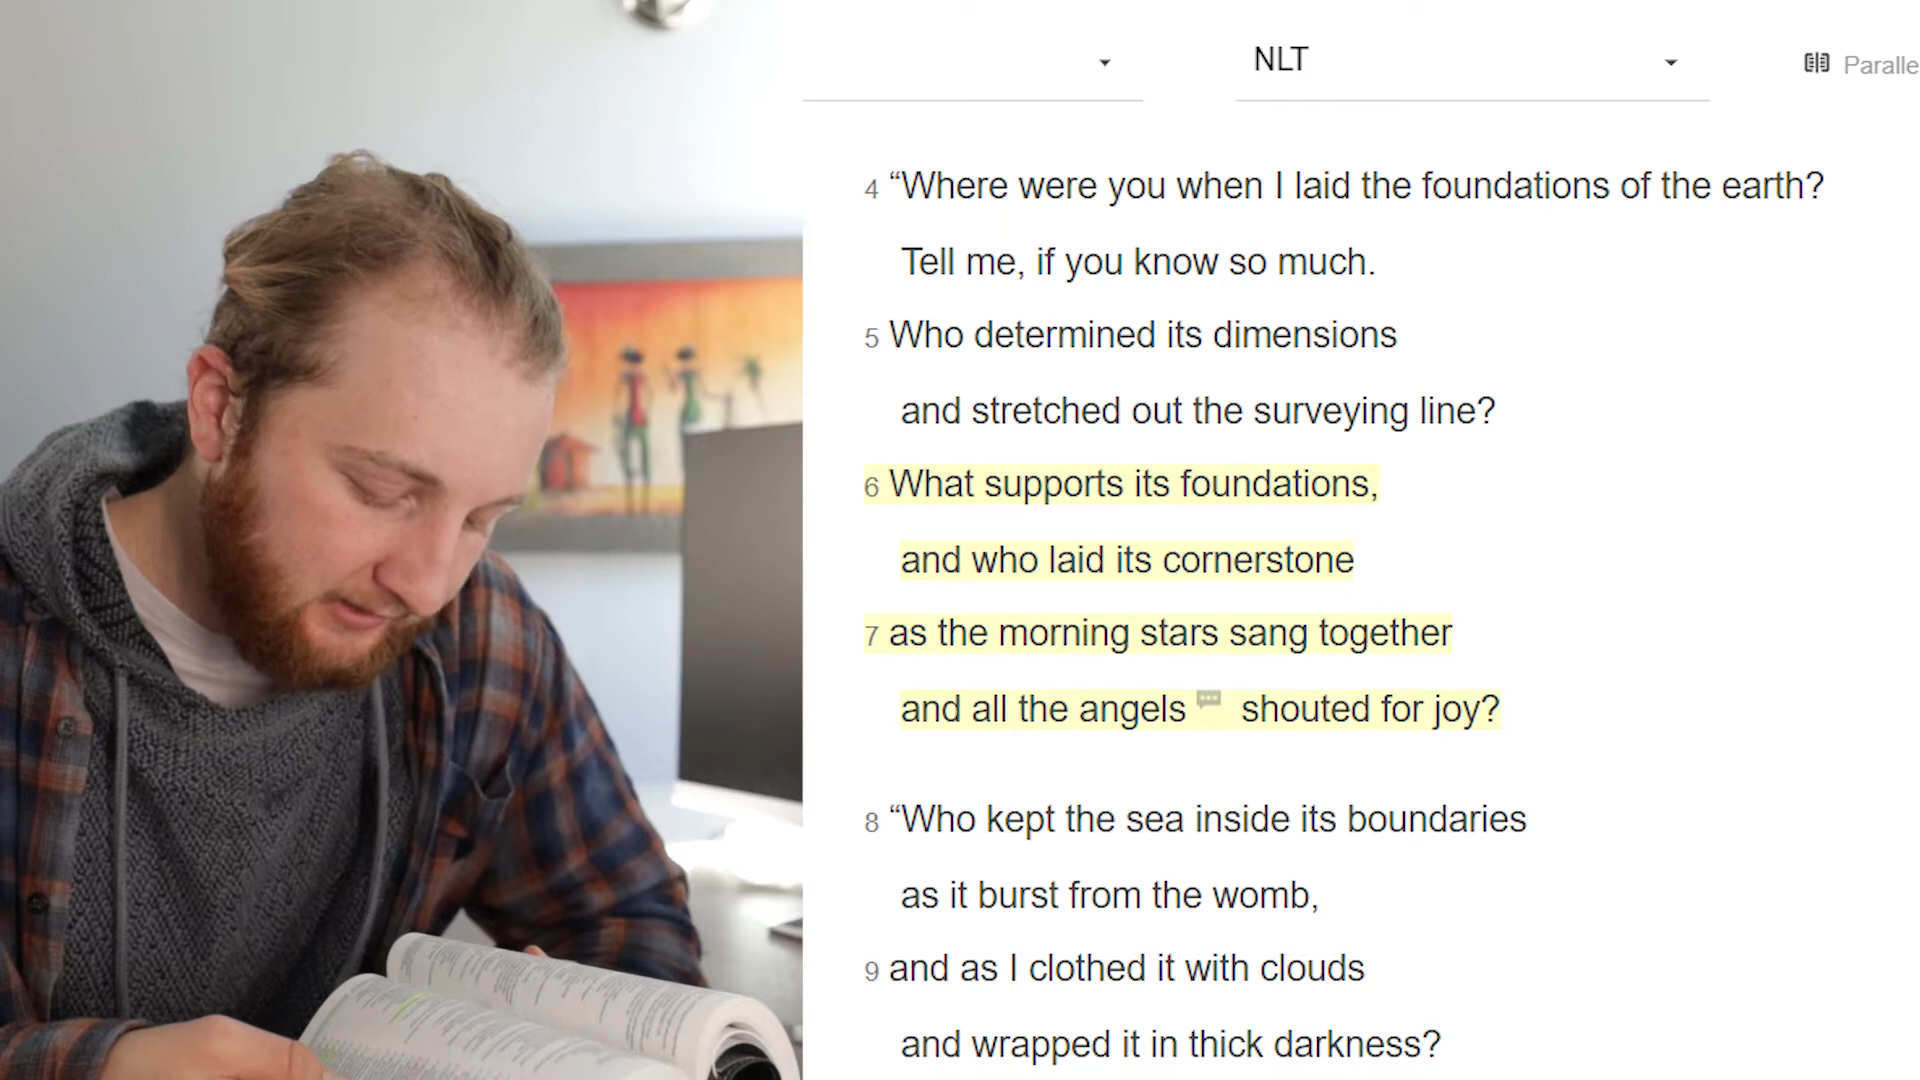 NLT
Paralle
4 “Where were you when I laid the foundations of the earth?
Tell me, if you know so much.
5 Who determined its dimensions
and stretched out the surveying line?
6 What supports its foundations,
and who laid its cornerstone
7 as the morning stars sang together
and all the angels shouted for joy?
8 “Who kept the sea inside its boundaries
as it burst from the womb,
9 and as I clothed it with clouds
and wrapped it in thick darkness?